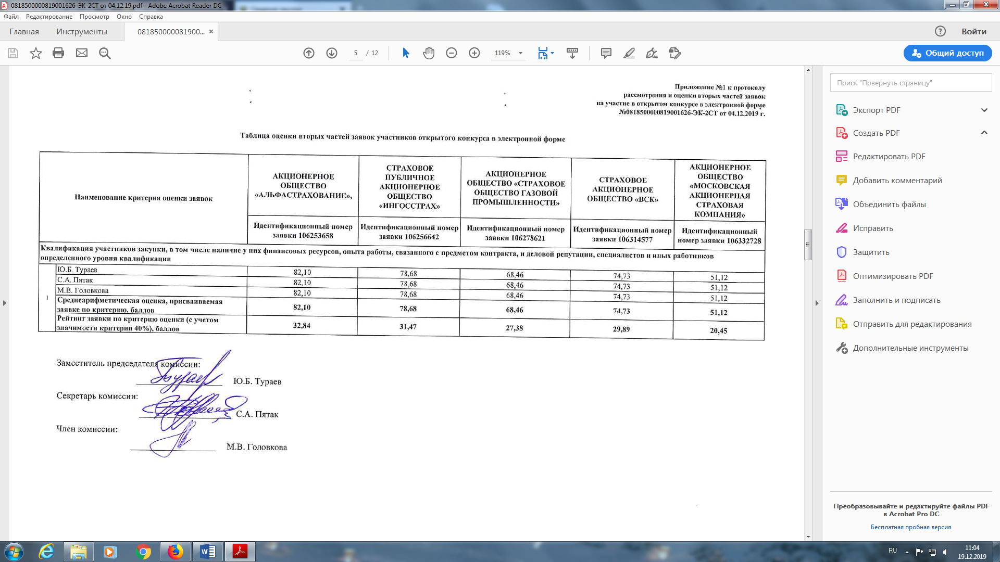 0818500000819001626-ЭК-2СТ от 04.12.19.pdf - Adobe Acrobat Reader DC
Файл Редактирование Просмотр Окно Справка
Главная Инструменты 081850000081900... × Войти
5 / 12 119% Общий доступ
Приложение №1 к протоколу
рассмотрения и оценки вторых частей заявок
на участие в открытом конкурсе в электронной форме
№0818500000819001626-ЭК-2СТ от 04.12.2019 г.
Таблица оценки вторых частей заявок участников открытого конкурса в электронной форме
Наименование критерия оценки заявок
АКЦИОНЕРНОЕ
ОБЩЕСТВО
«АЛЬФАСТРАХОВАНИЕ»,
СТРАХОВОЕ
ПУБЛИЧНОЕ
АКЦИОНЕРНОЕ
ОБЩЕСТВО
«ИНГОССТРАХ»
АКЦИОНЕРНОЕ
ОБЩЕСТВО «СТРАХОВОЕ
ОБЩЕСТВО ГАЗОВОЙ
ПРОМЫШЛЕННОСТИ»
СТРАХОВОЕ
АКЦИОНЕРНОЕ
ОБЩЕСТВО «ВСК»
АКЦИОНЕРНОЕ
ОБЩЕСТВО
«МОСКОВСКАЯ
АКЦИОНЕРНАЯ
СТРАХОВАЯ
КОМПАНИЯ»
Идентификационный номер
заявки 106253658
Идентификационный номер
заявки 106256642
Идентификационный номер
заявки 106278621
Идентификационный номер
заявки 106314577
Идентификационный
номер заявки 106332728
Квалификация участников закупки, в том числе наличие у них финансовых ресурсов, опыта работы, связанного с предметом контракта, и деловой репутации, специалистов и иных работников
определенного уровня квалификации
1
Ю.Б. Тураев 82,10 78,68 68,46 74,73 51,12
С.А. Пятак 82,10 78,68 68,46 74,73 51,12
М.В. Головкова 82,10 78,68 68,46 74,73 51,12
Среднеарифметическая оценка, присваиваемая
заявке по критерию, баллов 82,10 78,68 68,46 74,73 51,12
Рейтинг заявки по критерию оценки (с учетом
значимости критерия 40%), баллов 32,84 31,47 27,38 29,89 20,45
Заместитель председателя комиссии:
Ю.Б. Тураев
Секретарь комиссии:
С.А. Пятак
Член комиссии:
М.В. Головкова
Поиск "Повернуть страницу"
Экспорт PDF
Создать PDF
Редактировать PDF
Добавить комментарий
Объединить файлы
Исправить
Защитить
Оптимизировать PDF
Заполнить и подписать
Отправить для редактирования
Дополнительные инструменты
Преобразовывайте и редактируйте файлы PDF
в Acrobat Pro DC
Бесплатная пробная версия
RU 11:04
19.12.2019